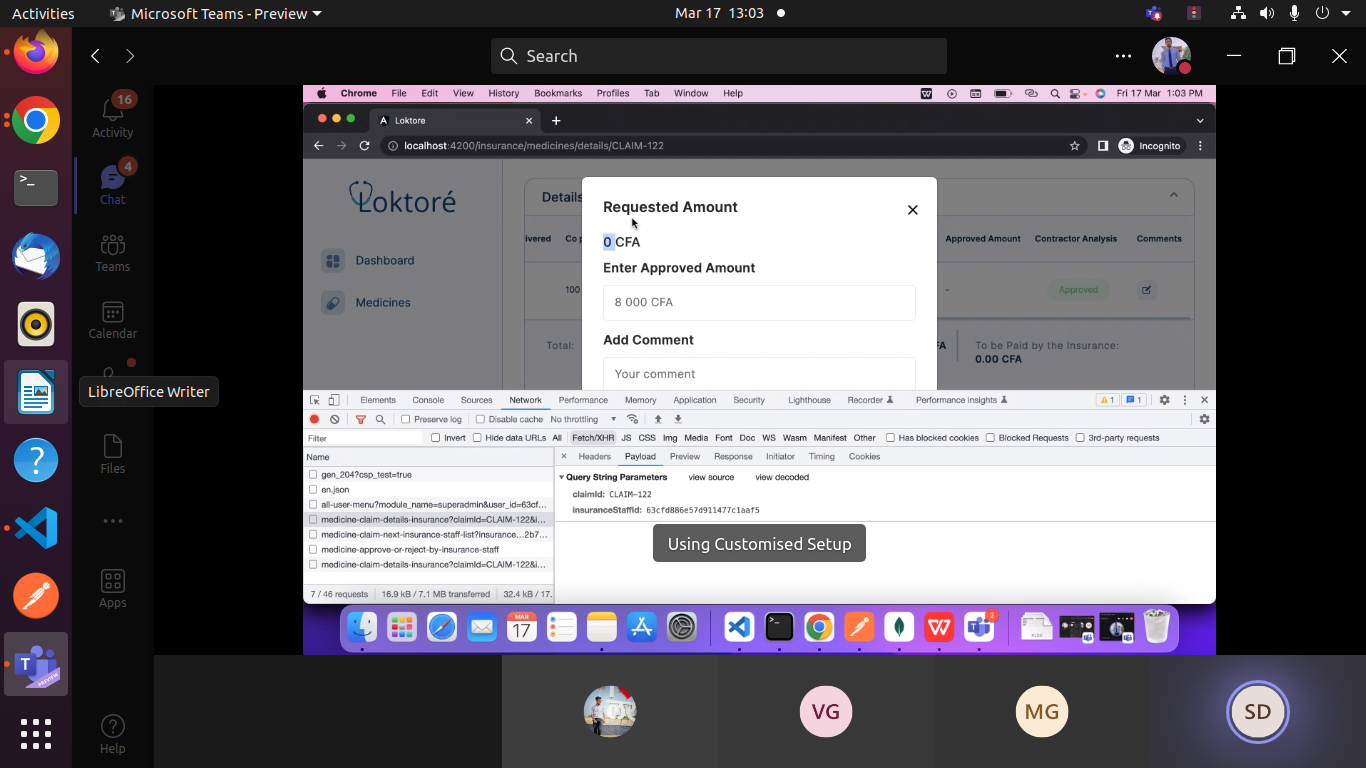 Activities
Microsoft Teams - Preview
Mar 17 13:03
Search
16
Activity
4
Chat
Teams
Calendar
LibreOffice Writer
Files
Apps
Help
Chrome File Edit View History Bookmarks Profiles Tab Window Help
Fri 17 Mar 1:03 PM
Loktore
localhost:4200/insurance/medicines/details/CLAIM-122
Incognito
Loktoré
Dashboard
Medicines
Details
ivered Co p
Approved Amount Contractor Analysis Comments
100
-
Approved
Total:
FA
To be Paid by the Insurance:
0.00 CFA
Requested Amount
0 CFA
Enter Approved Amount
8 000 CFA
Add Comment
Your comment
Elements Console Sources Network Performance Memory Application Security Lighthouse Recorder Performance insights
1 1
Preserve log Disable cache No throttling
Filter
Invert Hide data URLs All Fetch/XHR JS CSS Img Media Font Doc WS Wasm Manifest Other Has blocked cookies Blocked Requests 3rd-party requests
Name
Headers Payload Preview Response Initiator Timing Cookies
gen_204?csp_test=true
en.json
all-user-menu?module_name=superadmin&user_id=63cf...
medicine-claim-details-insurance?claimId=CLAIM-122&i...
medicine-claim-next-insurance-staff-list?insurance...2b7...
medicine-approve-or-reject-by-insurance-staff
medicine-claim-details-insurance?claimId=CLAIM-122&i...
Query String Parameters view source view decoded
claimId: CLAIM-122
insuranceStaffId: 63cfd886e57d911477c1aaf5
Using Customised Setup
7 / 46 requests 16.9 kB / 7.1 MB transferred 32.4 kB / 17.
MAR
17
2
XLSX
PREVIEW
VG
MG
SD